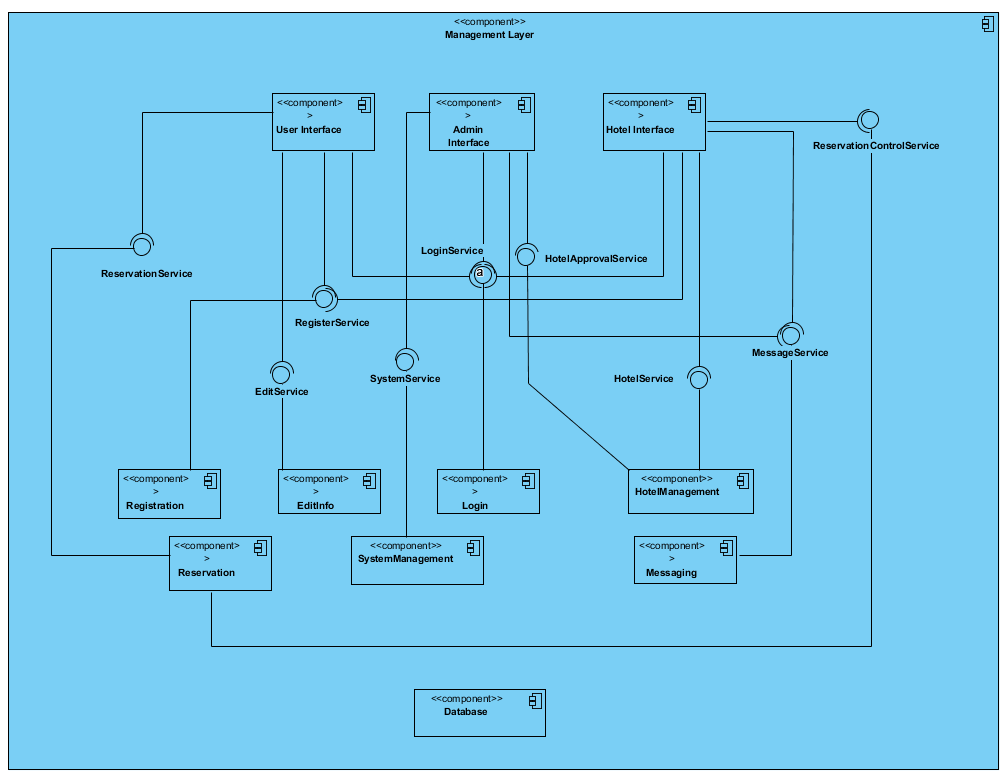 <<component>>
Management Layer
<<component>
>
User Interface
<<component>
>
Admin
Interface
<<component>
>
Hotel Interface
ReservationControlService
LoginService
HotelApprovalService
a
ReservationService
RegisterService
MessageService
EditService
SystemService
HotelService
<<component>
>
Registration
<<component>
>
EditInfo
<<component>
>
Login
<<component>>
HotelManagement
<<component>
>
Reservation
<<component>>
SystemManagement
<<component>
>
Messaging
<<component>>
Database